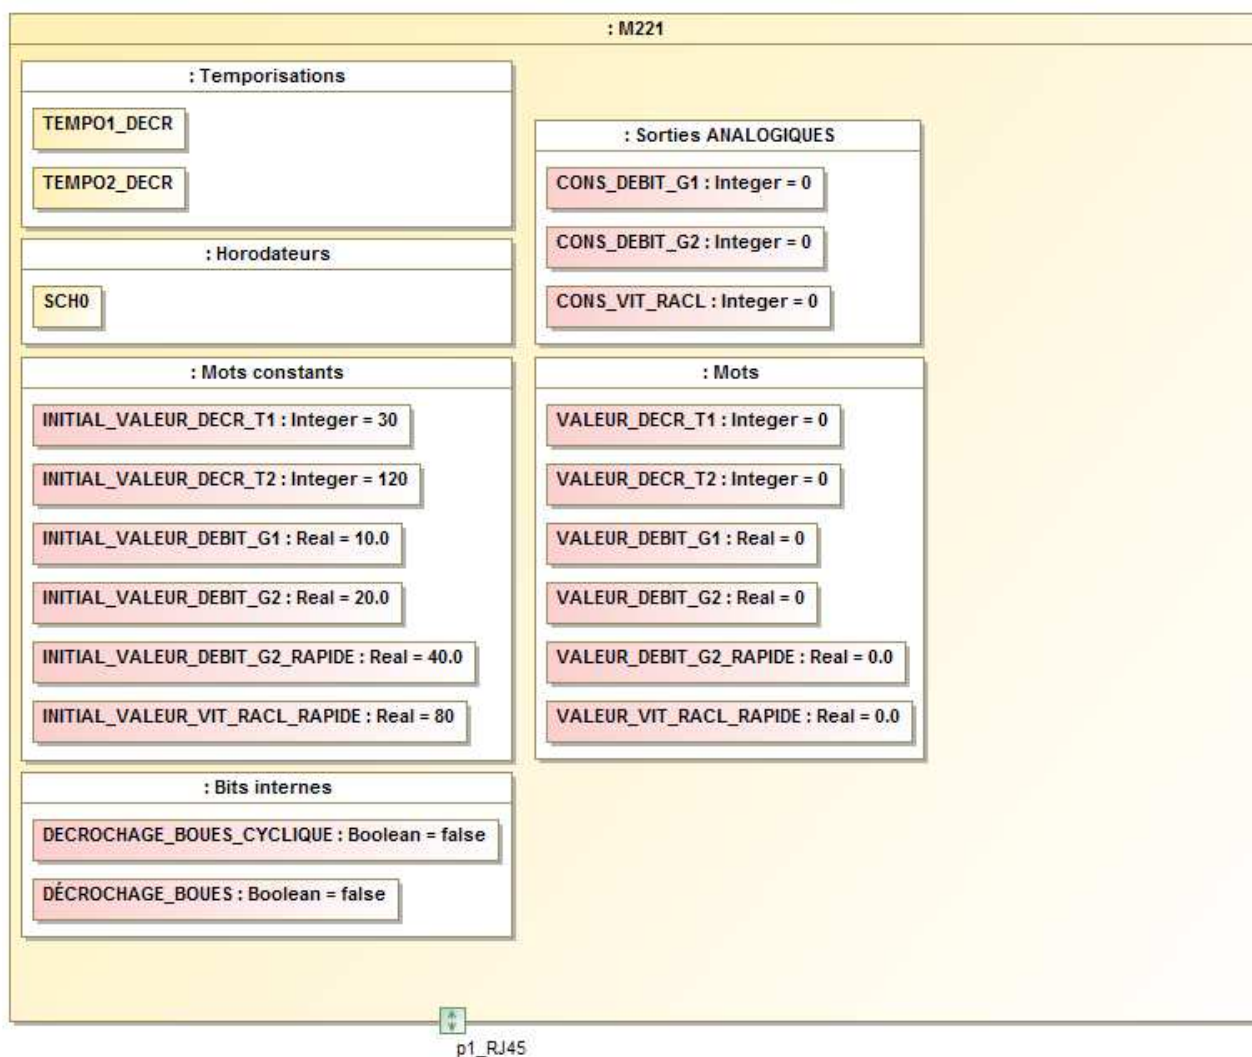 : M221
: Temporisations
TEMPO1_DECR
TEMPO2_DECR
: Horodateurs
SCH0
: Mots constants
INITIAL_VALEUR_DECR_T1 : Integer = 30
INITIAL_VALEUR_DECR_T2 : Integer = 120
INITIAL_VALEUR_DEBIT_G1 : Real = 10.0
INITIAL_VALEUR_DEBIT_G2 : Real = 20.0
INITIAL_VALEUR_DEBIT_G2_RAPIDE : Real = 40.0
INITIAL_VALEUR_VIT_RACL_RAPIDE : Real = 80
: Bits internes
DECROCHAGE_BOUES_CYCLIQUE : Boolean = false
DÉCROCHAGE_BOUES : Boolean = false
: Sorties ANALOGIQUES
CONS_DEBIT_G1 : Integer = 0
CONS_DEBIT_G2 : Integer = 0
CONS_VIT_RACL : Integer = 0
: Mots
VALEUR_DECR_T1 : Integer = 0
VALEUR_DECR_T2 : Integer = 0
VALEUR_DEBIT_G1 : Real = 0
VALEUR_DEBIT_G2 : Real = 0
VALEUR_DEBIT_G2_RAPIDE : Real = 0.0
VALEUR_VIT_RACL_RAPIDE : Real = 0.0
p1_RJ45